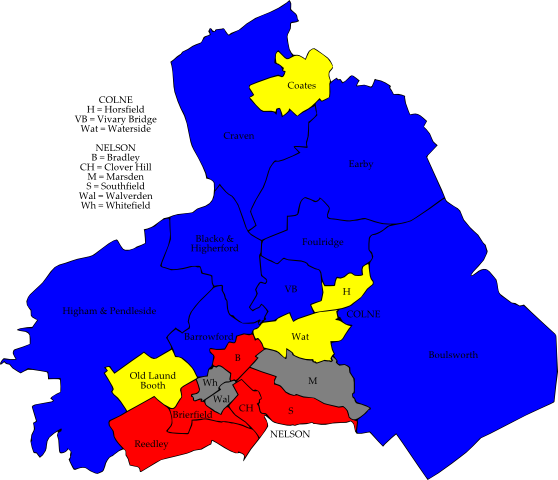 Coates
COLNE
H = Horsfield
VB = Vivary Bridge
Wat = Waterside
Craven
Earby
NELSON
B = Bradley
CH = Clover Hill
M = Marsden
S = Southfield
Wal = Walverden
Wh = Whitefield
Blacko &
Higherford
Foulridge
VB
H
Higham & Pendleside
COLNE
Barrowford
Wat
B
Boulsworth
Old Laund
Booth
Wh
M
Wal
CH
S
Brierfield
NELSON
Reedley